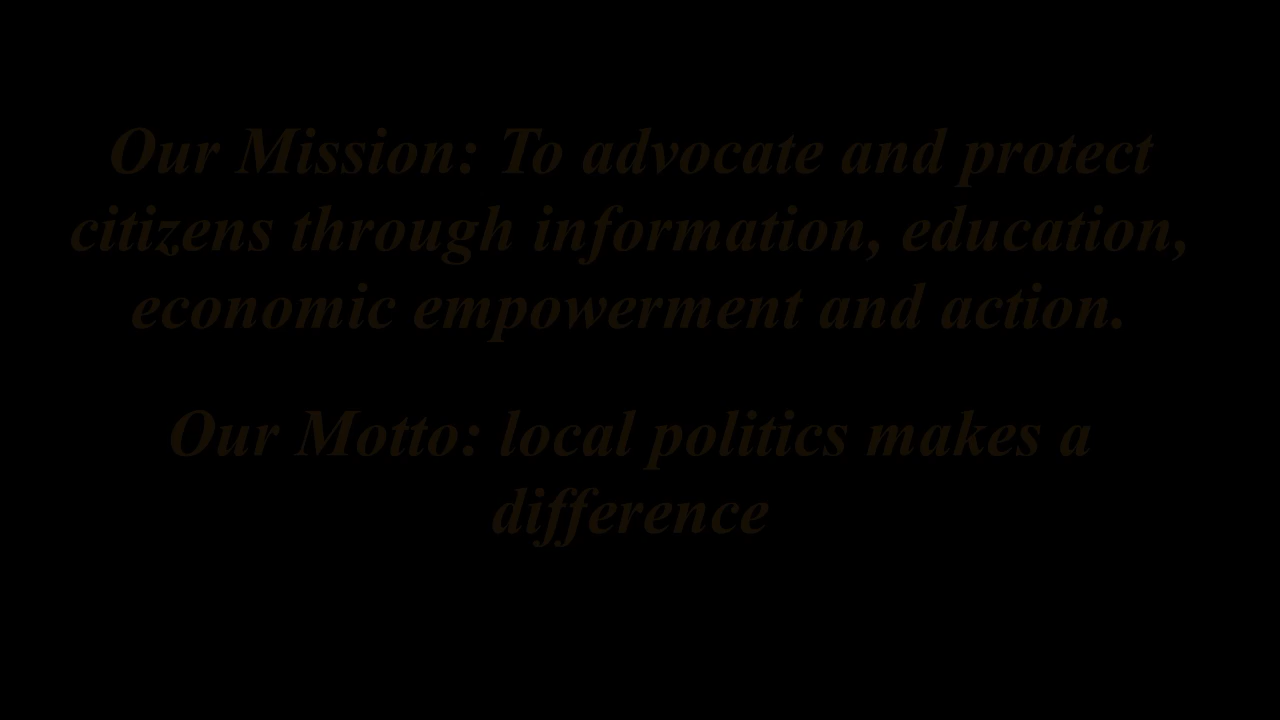 Our Mission: To advocate and protect
citizens through information, education,
economic empowerment and action.
Our Motto: local politics makes a
difference